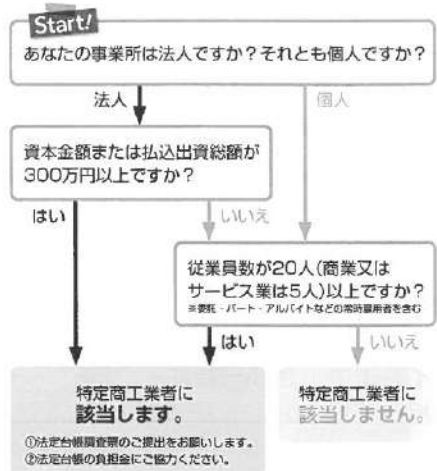 Start!
あなたの事業所は法人ですか？それとも個人ですか？
法人
個人
資本金額または払込出資総額が
300万円以上ですか？
はい
いいえ
従業員数が20人(商業又は
サービス業は5人)以上ですか？
※委託・パート・アルバイトなどの常時雇用者を含む
はい
いいえ
特定商工業者に
該当します。
①法定台帳調査票のご提出をお願いします。
②法定台帳の負担金にご協力ください。
特定商工業者に
該当しません。